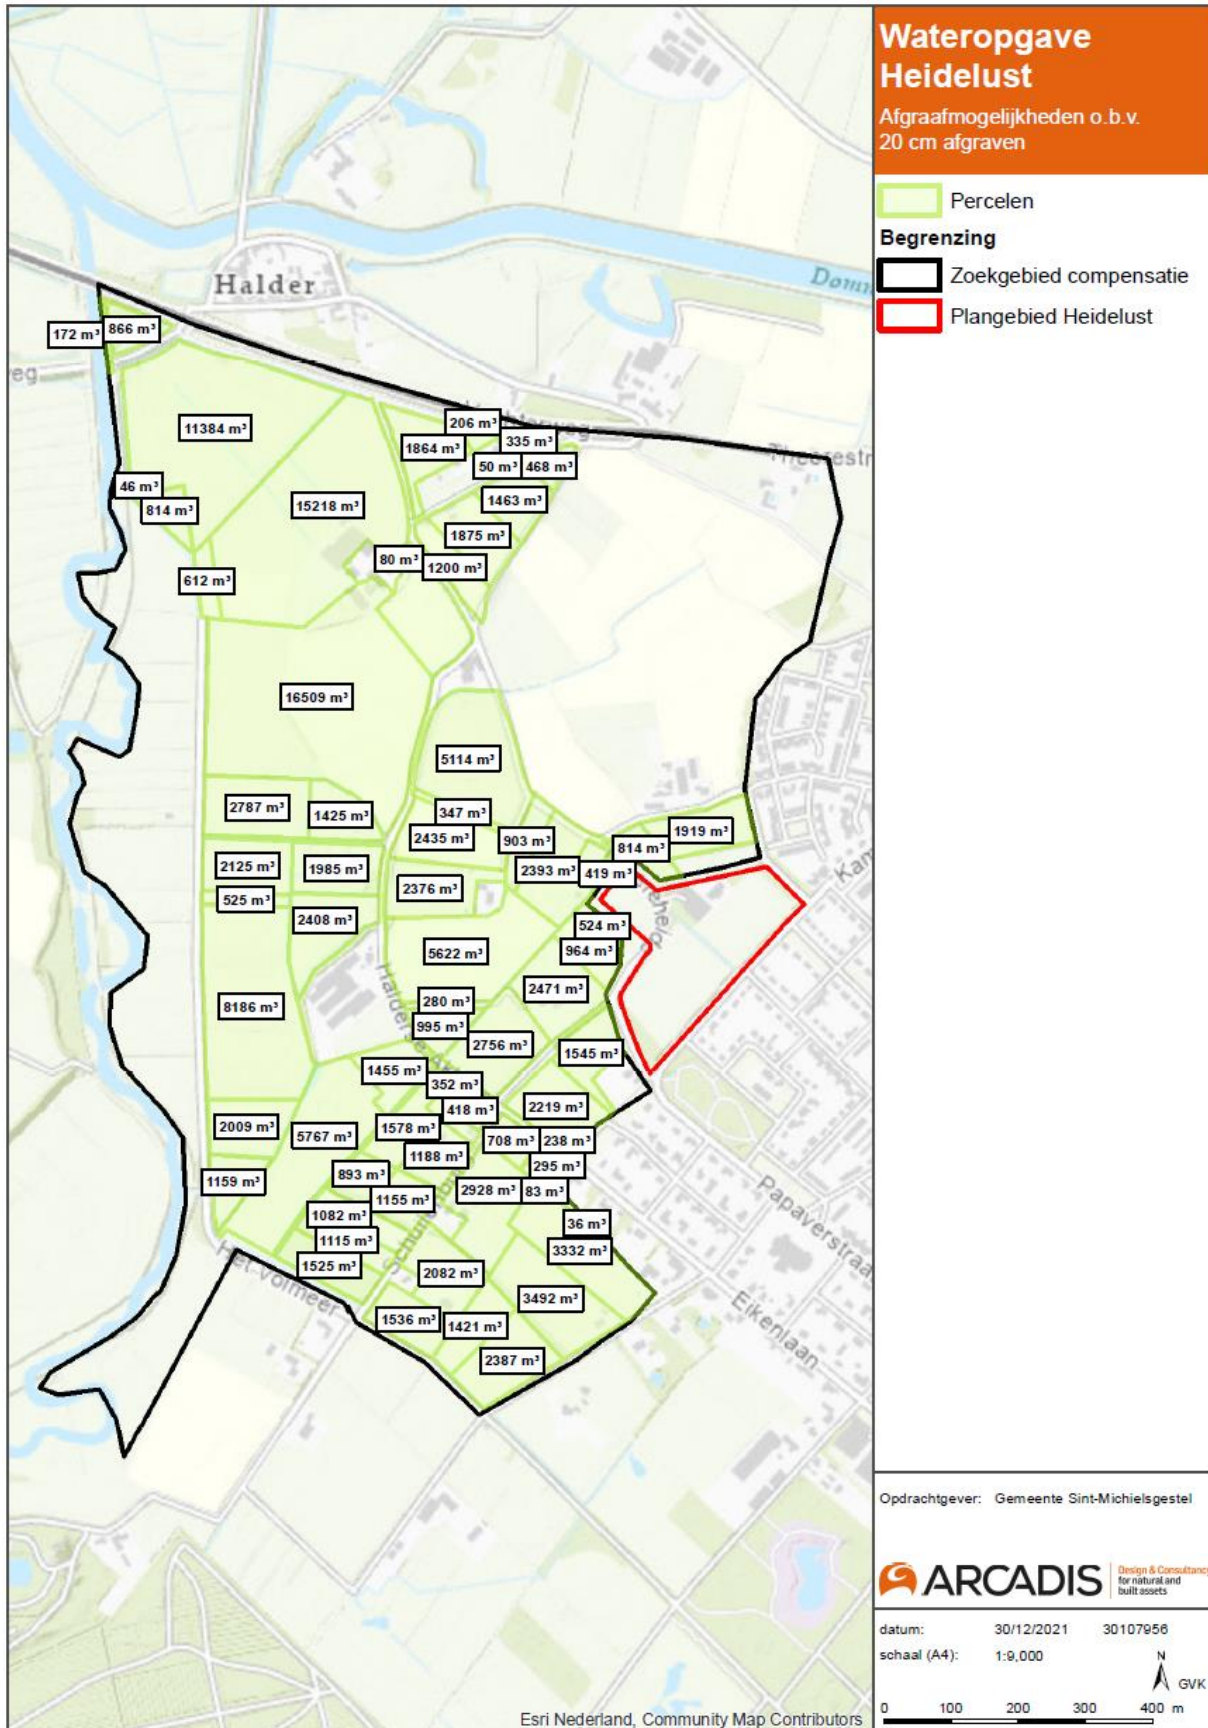 Wateropgave
Heidelust
Afgraafmogelijkheden o.b.v.
20 cm afgraven
Percelen
Begrenzing
Zoekgebied compensatie
Plangebied Heidelust
Halder
172 m³
866 m³
11384 m³
206 m³
1864 m³
335 m³
50 m³
468 m³
46 m³
814 m³
15218 m³
1463 m³
1875 m³
80 m³
1200 m³
612 m³
16509 m³
5114 m³
2787 m³
1425 m³
347 m³
2435 m³
903 m³
1919 m³
814 m³
2125 m³
1985 m³
2393 m³
419 m³
525 m³
2376 m³
2408 m³
524 m³
5622 m³
964 m³
2471 m³
8186 m³
280 m³
995 m³
2756 m³
1545 m³
1455 m³
352 m³
418 m³
2219 m³
2009 m³
5767 m³
1578 m³
708 m³
238 m³
1188 m³
295 m³
1159 m³
893 m³
1155 m³
2928 m³
83 m³
1082 m³
36 m³
1115 m³
3332 m³
1525 m³
2082 m³
3492 m³
1536 m³
1421 m³
2387 m³
Het-Volmeer
Papaverstraa
Eikenlaan
Opdrachtgever: Gemeente Sint-Michielsgestel
ARCADIS
Design & Consultancy
for natural and
built assets
datum: 30/12/2021 30107956
schaal (A4): 1:9,000
N
GVK
0 100 200 300 400 m
Esri Nederland, Community Map Contributors